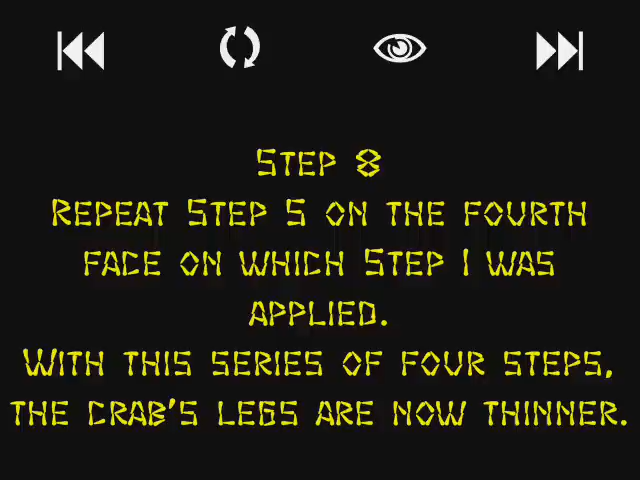 Step 8
Repeat Step 5 on the fourth
face on which Step 1 was
applied.
With this series of four steps,
the crab's legs are now thinner.